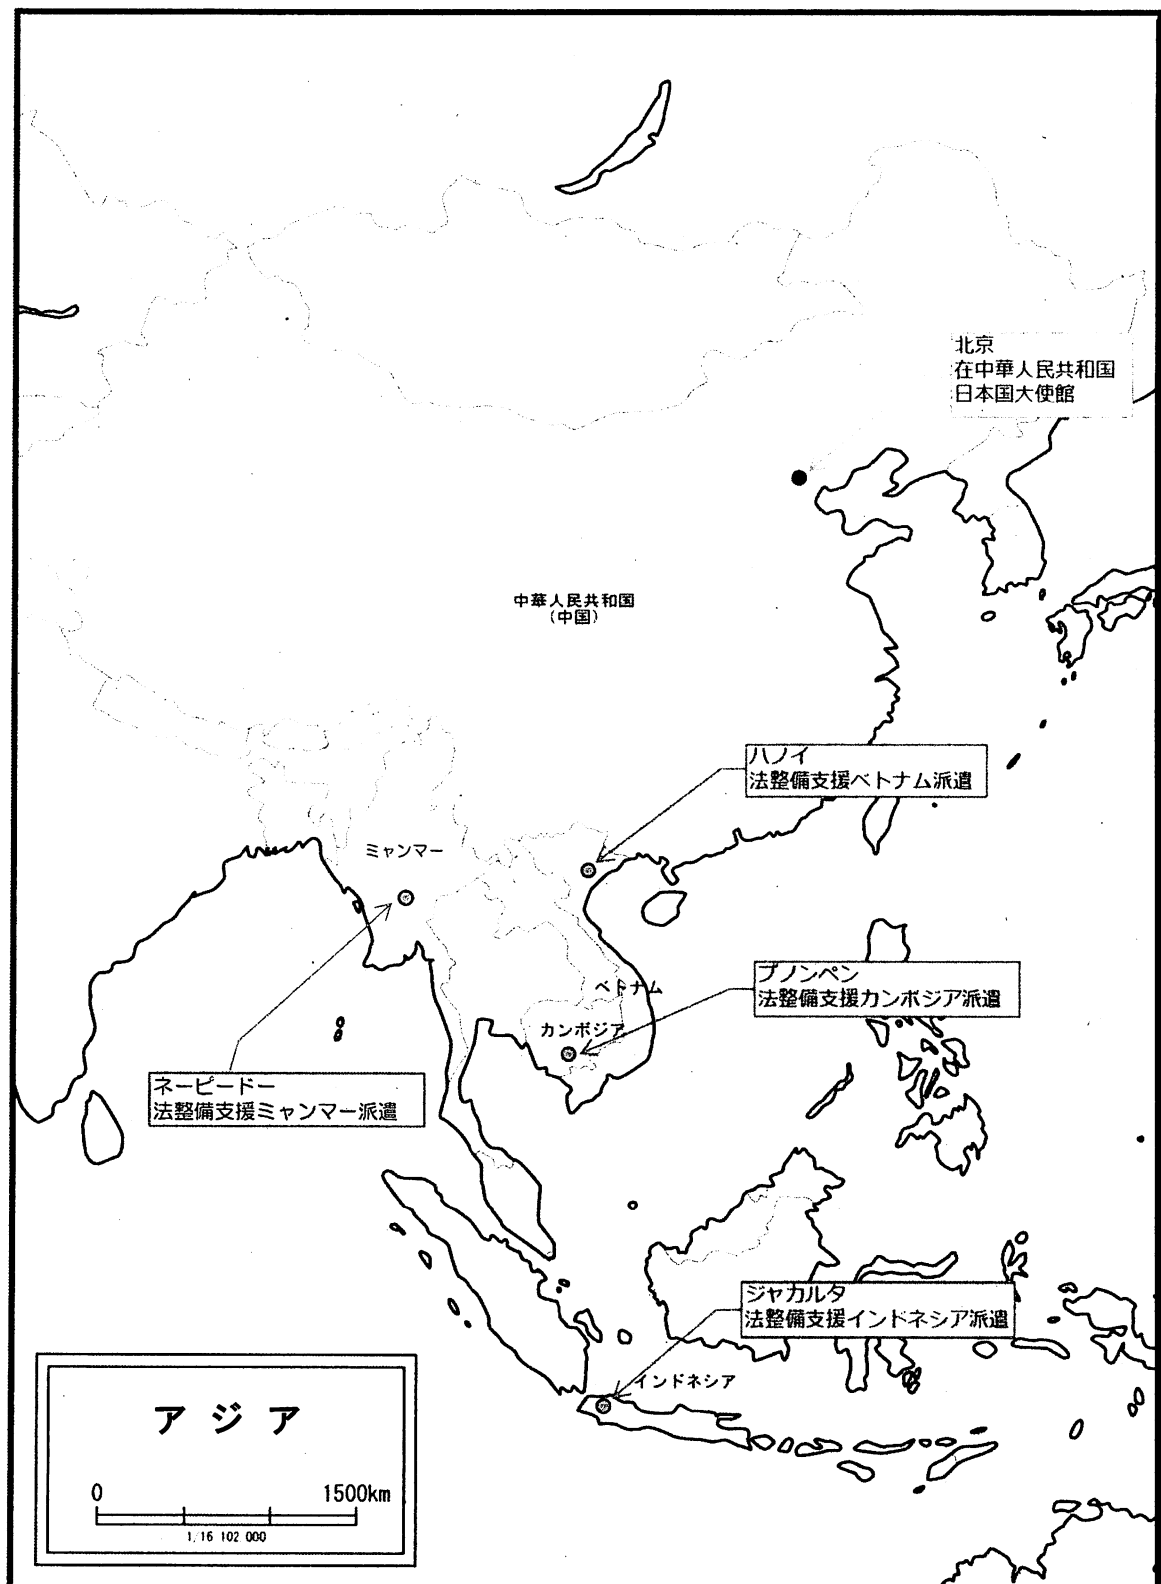 北京
在中華人民共和国
日本国大使館
中華人民共和国
(中国)
ハノイ
法整備支援ベトナム派遣
ミャンマー
ベトナム
プノンペン
法整備支援カンボジア派遣
カンボジア
ネーピードー
法整備支援ミャンマー派遣
ジャカルタ
法整備支援インドネシア派遣
インドネシア
アジア
0 1500km
1/16 102 000